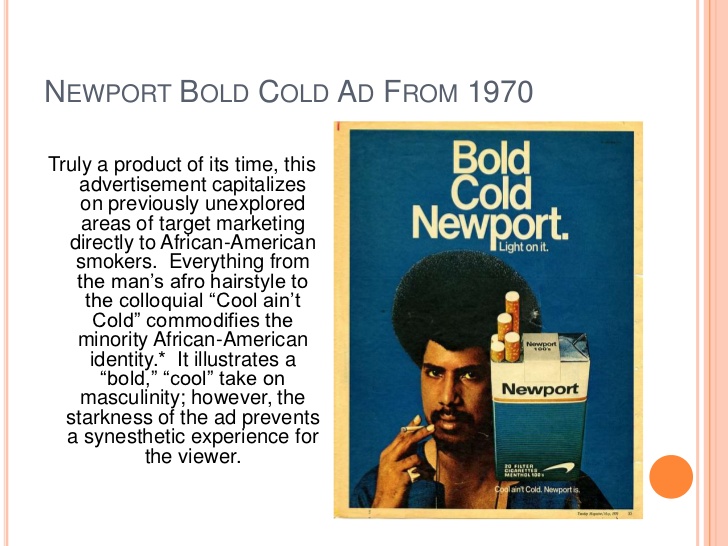 NEWPORT BOLD COLD AD FROM 1970
Truly a product of its time, this
advertisement capitalizes
on previously unexplored
areas of target marketing
directly to African-American
smokers.  Everything from
the man’s afro hairstyle to
the colloquial “Cool ain’t
Cold” commodifies the
minority African-American
identity.*  It illustrates a
“bold,” “cool” take on
masculinity; however, the
starkness of the ad prevents
a synesthetic experience for
the viewer.
Bold
Cold
Newport.
Light on it.
Newport
100's
Newport
20 FILTER
CIGARETTES
MENTHOL 100's
Cool ain't Cold. Newport is.